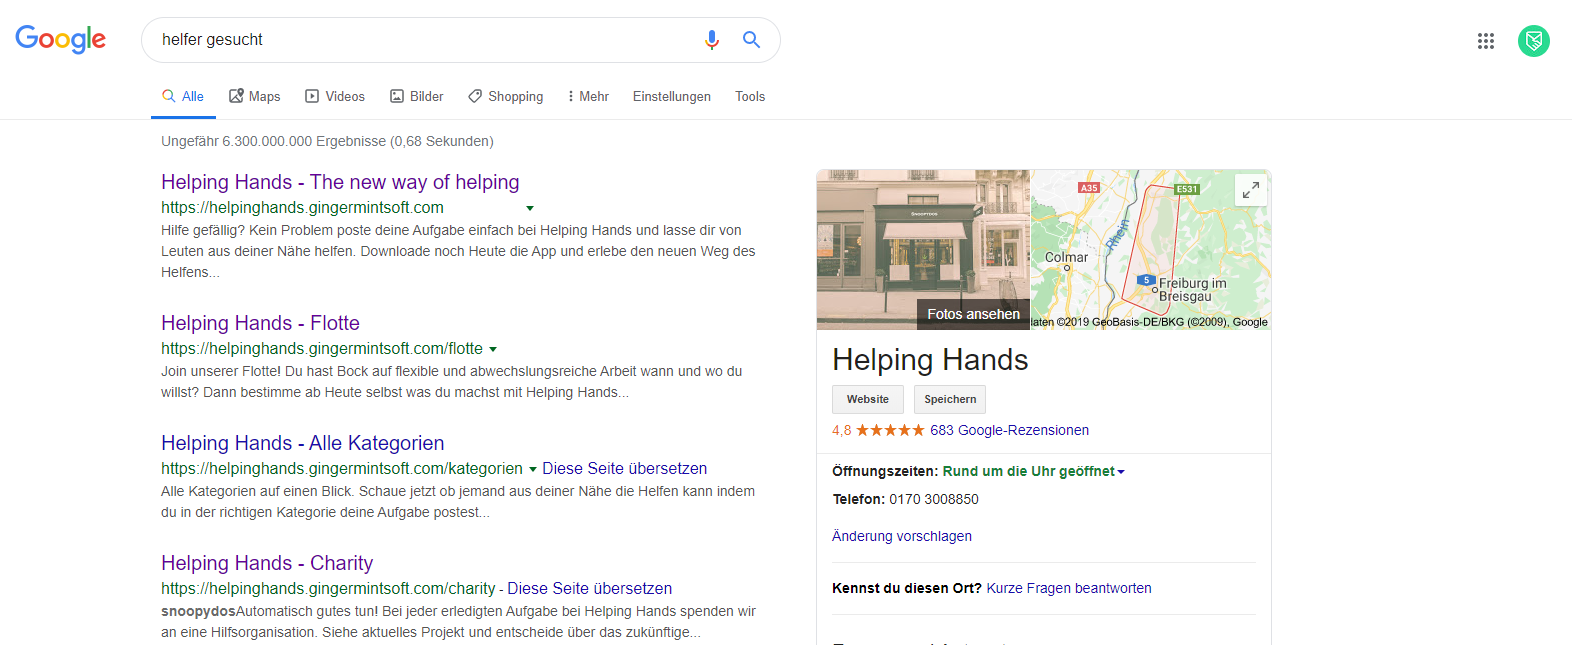 Google
helfer gesucht
Alle
Maps
Videos
Bilder
Shopping
Mehr
Einstellungen
Tools
Ungefähr 6.300.000.000 Ergebnisse (0,68 Sekunden)
Helping Hands - The new way of helping
https://helpinghands.gingermintsoft.com
Hilfe gefällig? Kein Problem poste deine Aufgabe einfach bei Helping Hands und lasse dir von
Leuten aus deiner Nähe helfen. Downloade noch Heute die App und erlebe den neuen Weg des
Helfens...
Helping Hands - Flotte
https://helpinghands.gingermintsoft.com/flotte
Join unserer Flotte! Du hast Bock auf flexible und abwechslungsreiche Arbeit wann und wo du
willst? Dann bestimme ab Heute selbst was du machst mit Helping Hands...
Helping Hands - Alle Kategorien
https://helpinghands.gingermintsoft.com/kategorien Diese Seite übersetzen
Alle Kategorien auf einen Blick. Schaue jetzt ob jemand aus deiner Nähe die Helfen kann indem
du in der richtigen Kategorie deine Aufgabe postest...
Helping Hands - Charity
https://helpinghands.gingermintsoft.com/charity - Diese Seite übersetzen
snoopydosAutomatisch gutes tun! Bei jeder erledigten Aufgabe bei Helping Hands spenden wir
an eine Hilfsorganisation. Siehe aktuelles Projekt und entscheide über das zukünftige...
SNOOPYDOS
Fotos ansehen
A35
E531
Rhein
Colmar
5
Freiburg im
Breisgau
laten ©2019 GeoBasis-DE/BKG (©2009), Google
Helping Hands
Website
Speichern
4,8 ★★★★★ 683 Google-Rezensionen
Öffnungszeiten: Rund um die Uhr geöffnet
Telefon: 0170 3008850
Änderung vorschlagen
Kennst du diesen Ort? Kurze Fragen beantworten